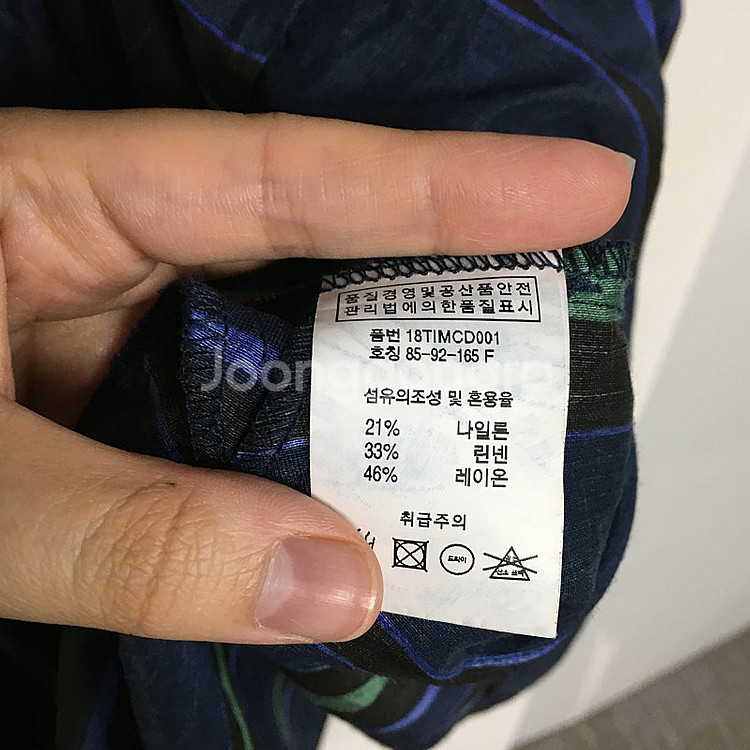 품질경영및공산품안전
관리법에의한품질표시
품번 18TIMCD001
호칭 85-92-165 F
섬유의조성 및 혼용율
21% 나일론
33% 린넨
46% 레이온
취급주의
드라이